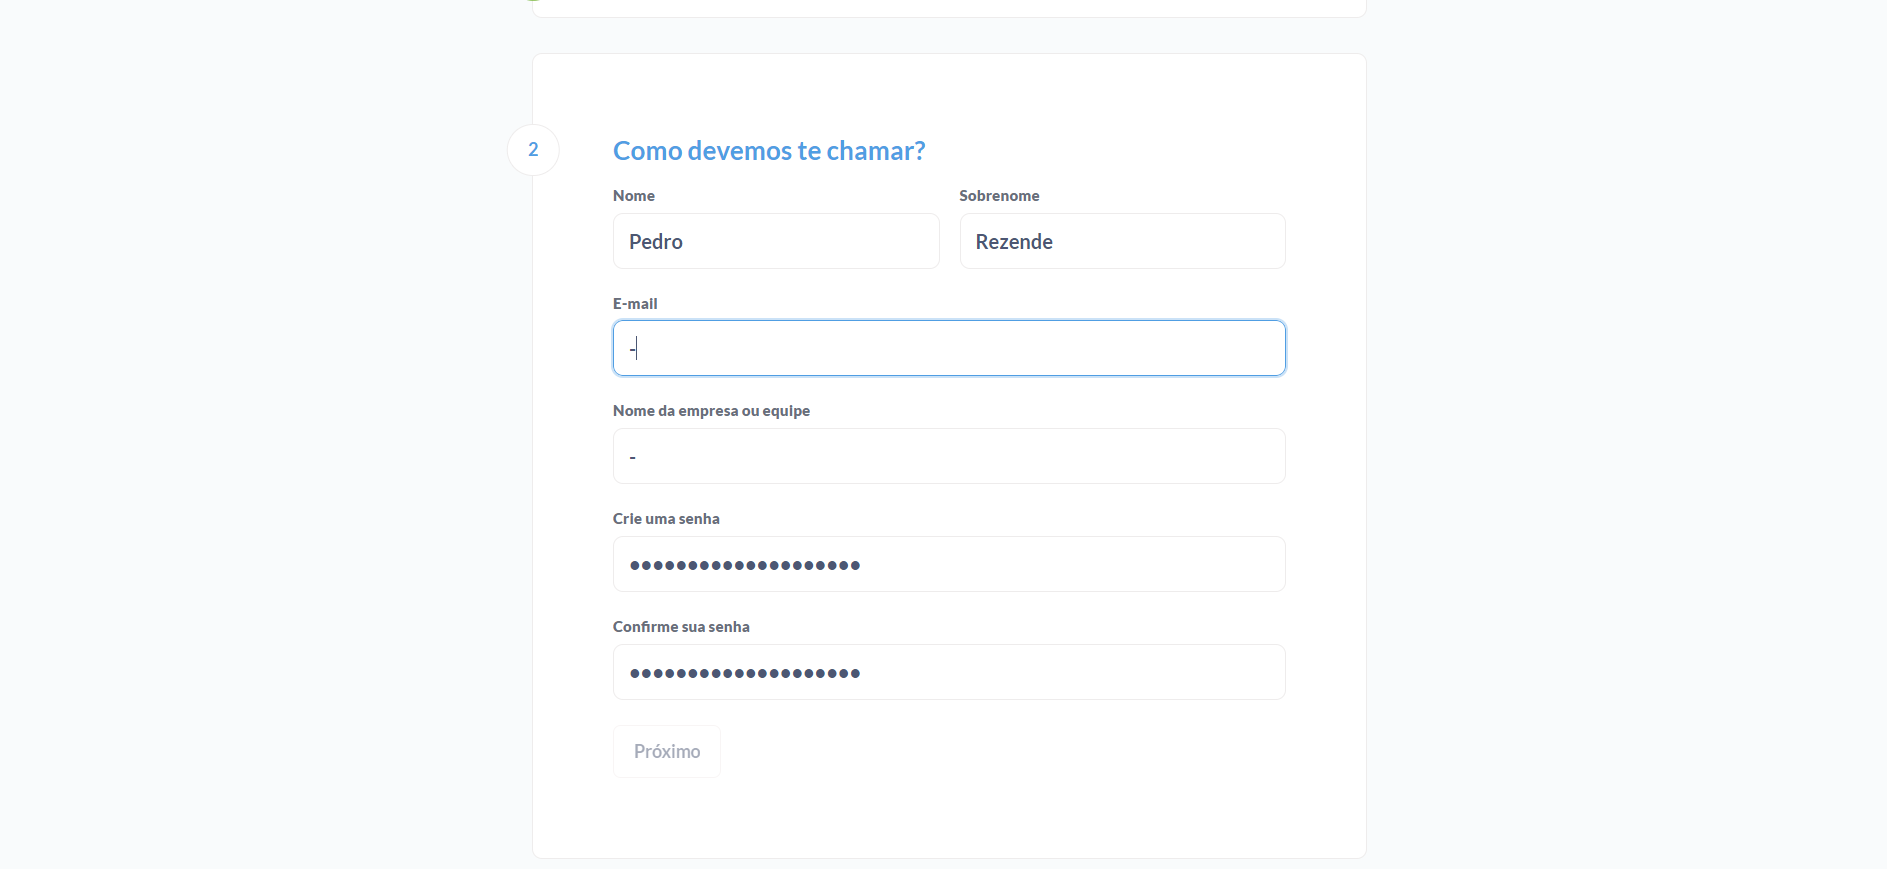 2
Como devemos te chamar?
Nome
Sobrenome
Pedro
Rezende
E-mail
-
Nome da empresa ou equipe
-
Crie uma senha
••••••••••••••••••••
Confirme sua senha
••••••••••••••••••••
Próximo